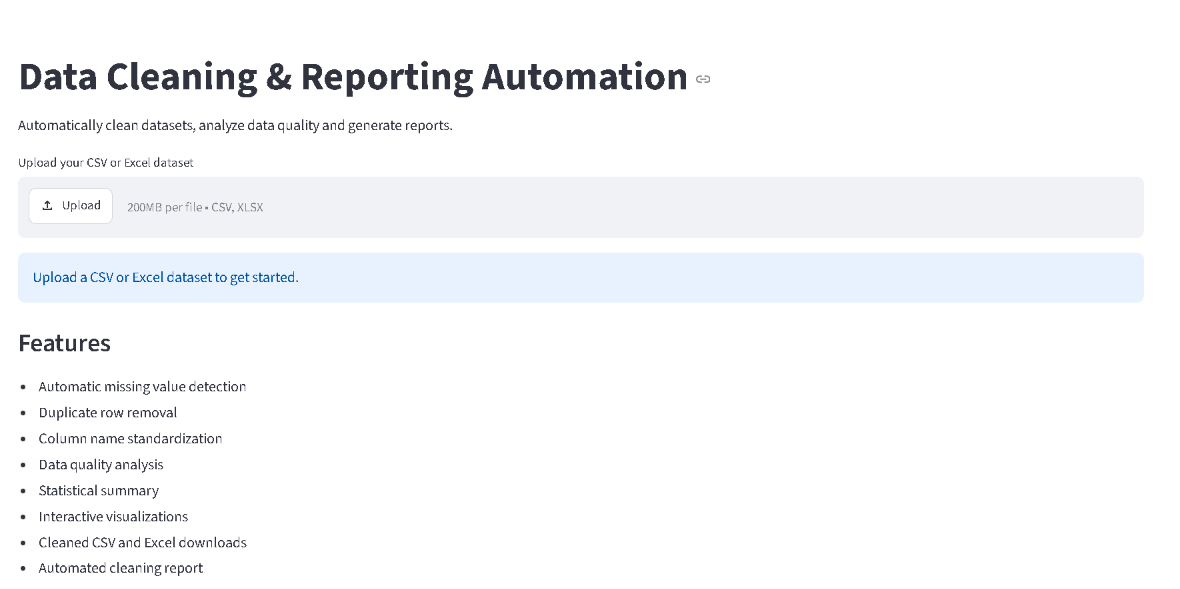 Data Cleaning & Reporting Automation
Automatically clean datasets, analyze data quality and generate reports.
Upload your CSV or Excel dataset
Upload
200MB per file • CSV, XLSX
Upload a CSV or Excel dataset to get started.
Features
• Automatic missing value detection
• Duplicate row removal
• Column name standardization
• Data quality analysis
• Statistical summary
• Interactive visualizations
• Cleaned CSV and Excel downloads
• Automated cleaning report